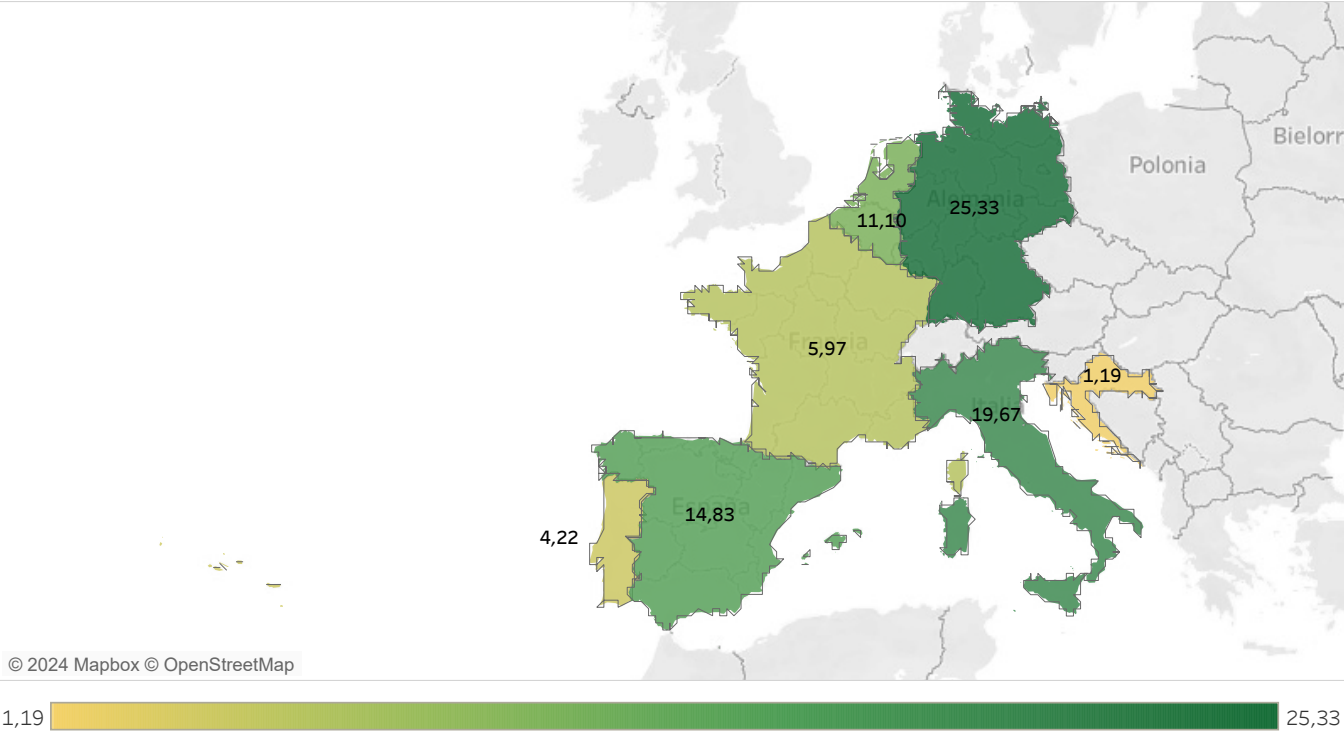 Bielorr
Polonia
Alemania
25,33
11,10
Francia
5,97
1,19
Italia
19,67
España
14,83
4,22
© 2024 Mapbox © OpenStreetMap
1,19
25,33